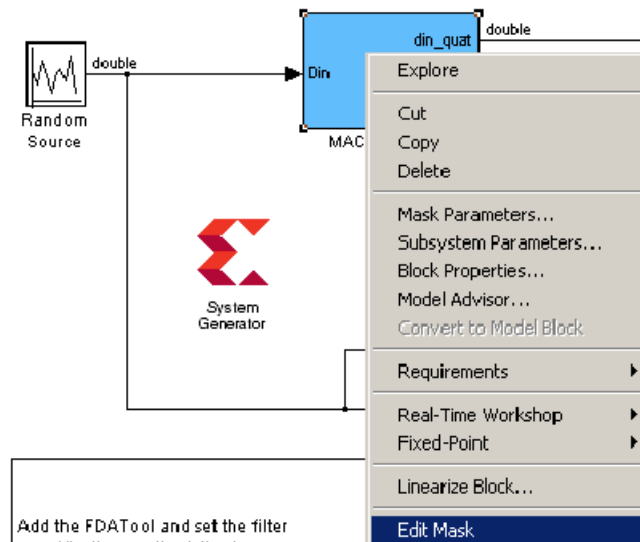 double
din_quat
double
Din
Random
Source
MAC
System
Generator
Explore
Cut
Copy
Delete
Mask Parameters...
Subsystem Parameters...
Block Properties...
Model Advisor...
Convert to Model Block
Requirements
Real-Time Workshop
Fixed-Point
Linearize Block...
Edit Mask
Add the FDATool and set the filter